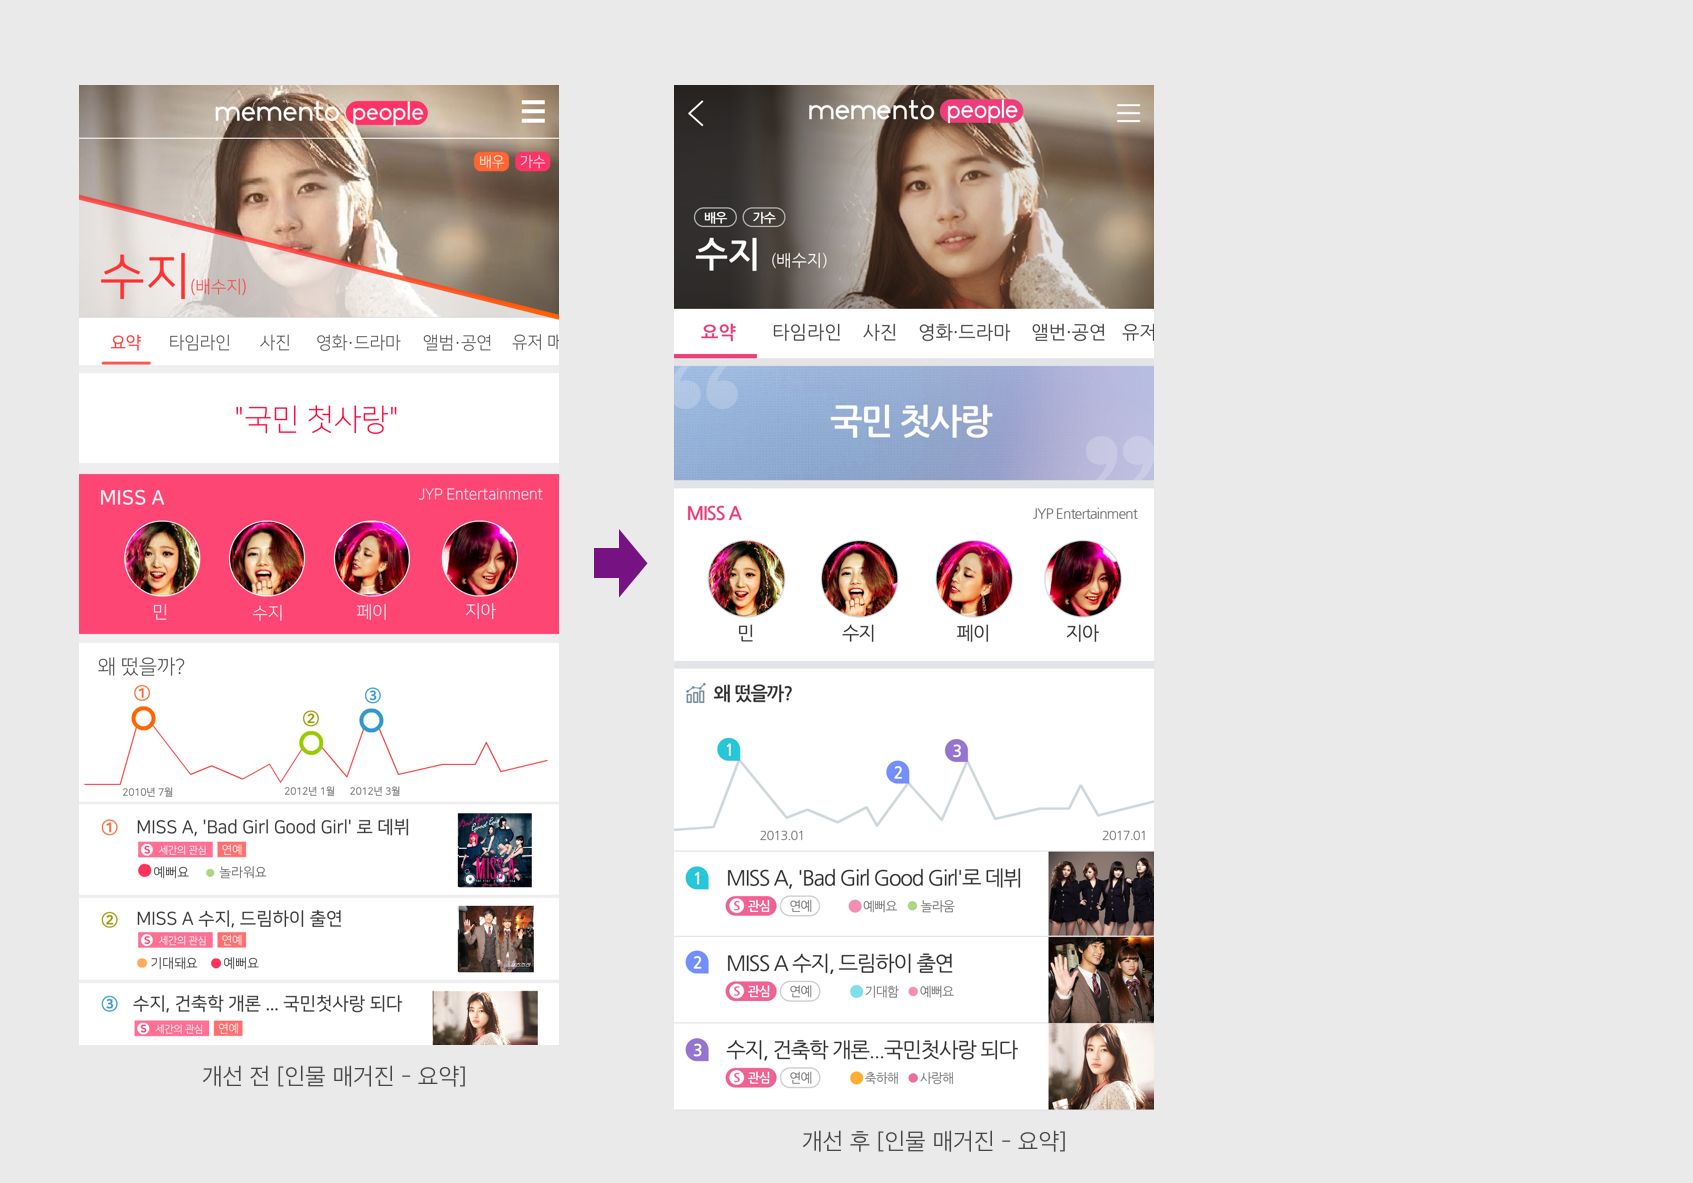 memento people
배우 가수
수지(배수지)
요약 타임라인 사진 영화·드라마 앨범·공연 유저
"국민 첫사랑"
MISS A JYP Entertainment
민 수지 페이 지아
왜 떴을까?
① ② ③
2010년 7월 2012년 1월 2012년 3월
① MISS A, 'Bad Girl Good Girl' 로 데뷔
S 세간의 관심 연예
예뻐요 놀라워요
MISS A
② MISS A 수지, 드림하이 출연
S 세간의 관심 연예
기대돼요 예뻐요
③ 수지, 건축학 개론 ... 국민첫사랑 되다
S 세간의 관심 연예
개선 전 [인물 매거진 - 요약]
memento people
배우 가수
수지 (배수지)
요약 타임라인 사진 영화·드라마 앨번·공연 유저
“국민 첫사랑”
MISS A JYP Entertainment
민 수지 페이 지아
왜 떴을까?
1 2 3
2013.01 2017.01
1 MISS A, 'Bad Girl Good Girl'로 데뷔
S 관심 연예 예뻐요 놀라움
2 MISS A 수지, 드림하이 출연
S 관심 연예 기대함 예뻐요
3 수지, 건축학 개론...국민첫사랑 되다
S 관심 연예 축하해 사랑해
개선 후 [인물 매거진 - 요약]